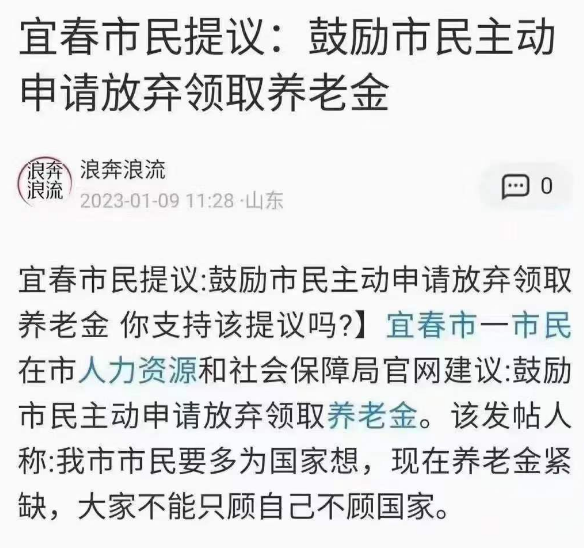 宜春市民提议：鼓励市民主动
申请放弃领取养老金
浪奔
浪流
浪奔浪流
2023-01-09 11:28 ·山东
0
宜春市民提议:鼓励市民主动申请放弃领取
养老金 你支持该提议吗?】宜春市一市民
在市人力资源和社会保障局官网建议:鼓励
市民主动申请放弃领取养老金。该发帖人
称:我市市民要多为国家想，现在养老金紧
缺，大家不能只顾自己不顾国家。